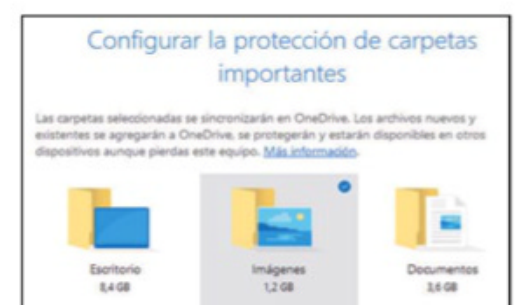 Configurar la protección de carpetas
importantes
Las carpetas seleccionadas se sincronizarán en OneDrive. Los archivos nuevos y
existentes se agregarán a OneDrive, se protegerán y estarán disponibles en otros
dispositivos aunque pierdas este equipo. Más información.
Escritorio Imágenes Documentos
8,4 GB 1,2 GB 3,6 GB